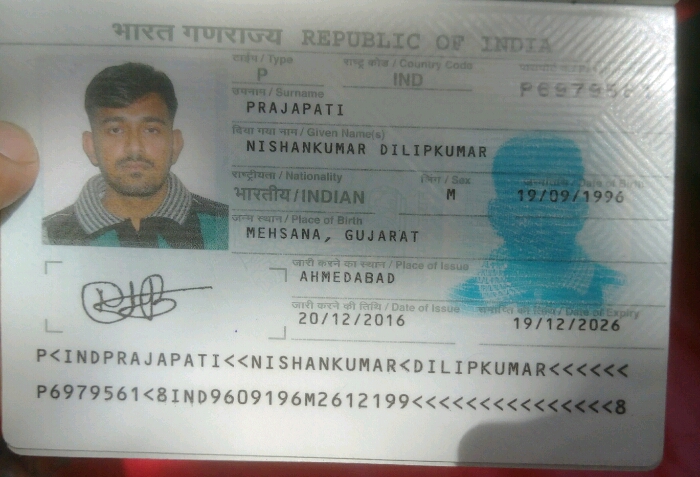 भारत गणराज्य REPUBLIC OF INDIA
टाईप / Type राष्ट्र कोड / Country Code
P IND P6979561
उपनाम / Surname
PRAJAPATI
दिया गया नाम / Given Name(s)
NISHANKUMAR DILIPKUMAR
राष्ट्रीयता / Nationality लिंग / Sex जन्मतिथि / Date of Birth
भारतीय / INDIAN M 19/09/1996
जन्म स्थान / Place of Birth
MEHSANA, GUJARAT
जारी करने का स्थान / Place of Issue
AHMEDABAD
जारी करने की तिथि / Date of Issue समाप्ति की तिथि / Date of Expiry
20/12/2016 19/12/2026
P<INDPRAJAPATI<<NISHANKUMAR<DILIPKUMAR<<<<<<
P6979561<8IND9609196M2612199<<<<<<<<<<<<<<<8